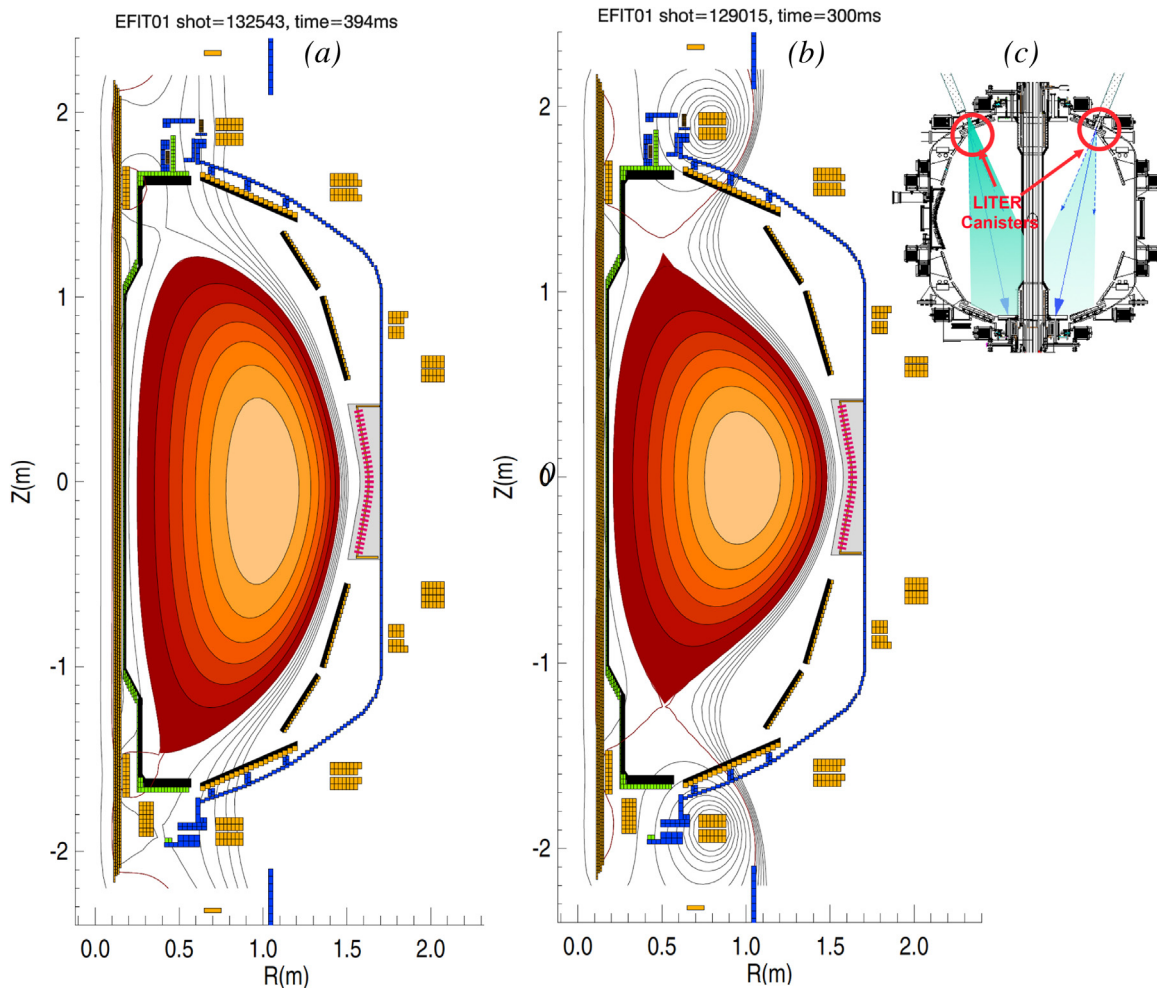 EFIT01 shot=132543, time=394ms
(a)
2
1
0
-1
-2
Z(m)
0.0 0.5 1.0 1.5 2.0
R(m)
EFIT01 shot=129015, time=300ms
(b)
2
1
0
-1
-2
Z(m)
0.0 0.5 1.0 1.5 2.0
R(m)
(c)
LITER
Canisters